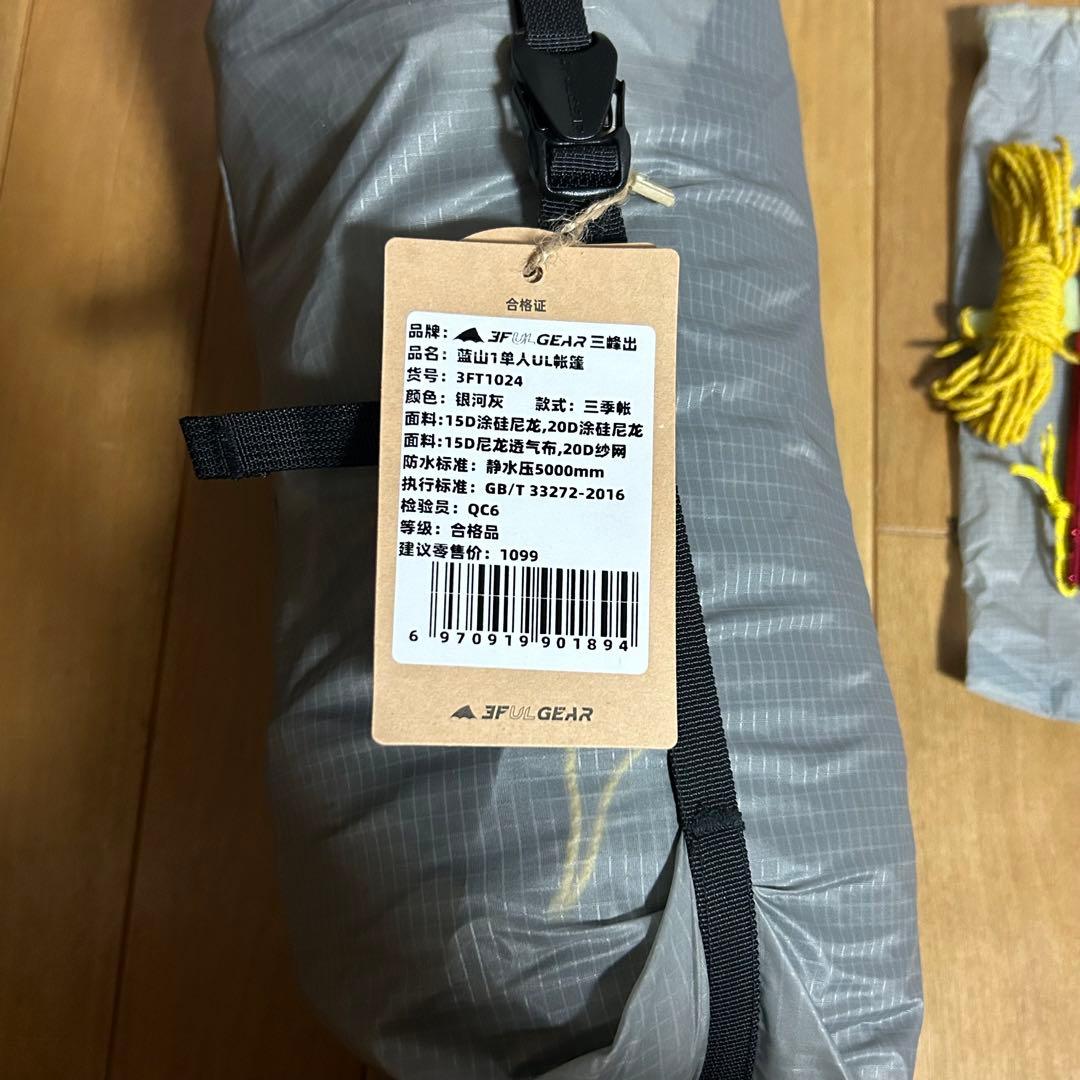 合格证
品牌: 3FULGEAR 三峰出
品名: 蓝山1单人UL帐篷
货号: 3FT1024
颜色: 银河灰 款式: 三季帐
面料:15D涂硅尼龙,20D涂硅尼龙
面料:15D尼龙透气布,20D纱网
防水标准: 静水压5000mm
执行标准: GB/T 33272-2016
检验员: QC6
等级: 合格品
建议零售价: 1099
6 970919 901894
3FULGEAR